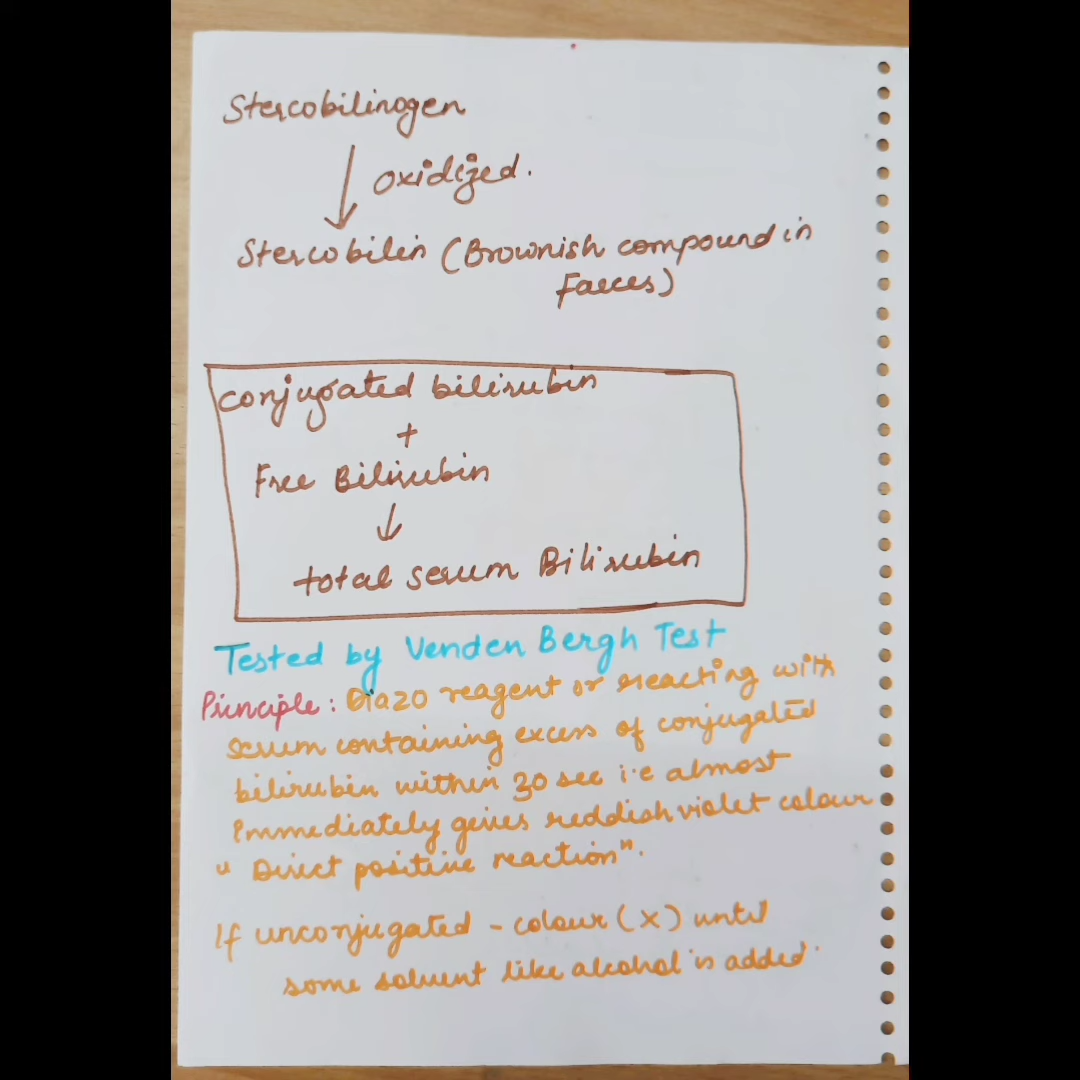 Stercobilinogen
↓ oxidized.
Stercobilin (Brownish compound in
Faeces)
conjugated bilirubin
+
Free Bilirubin
↓
total serum Bilirubin
Tested by Venden Bergh Test
Principle: Diazo reagent or reacting with
serum containing excess of conjugated
bilirubin within 30 sec i.e almost
Immediately gives reddish violet colour
" Direct positive reaction".
If unconjugated - colour (x) until
some solvent like alcohol is added.